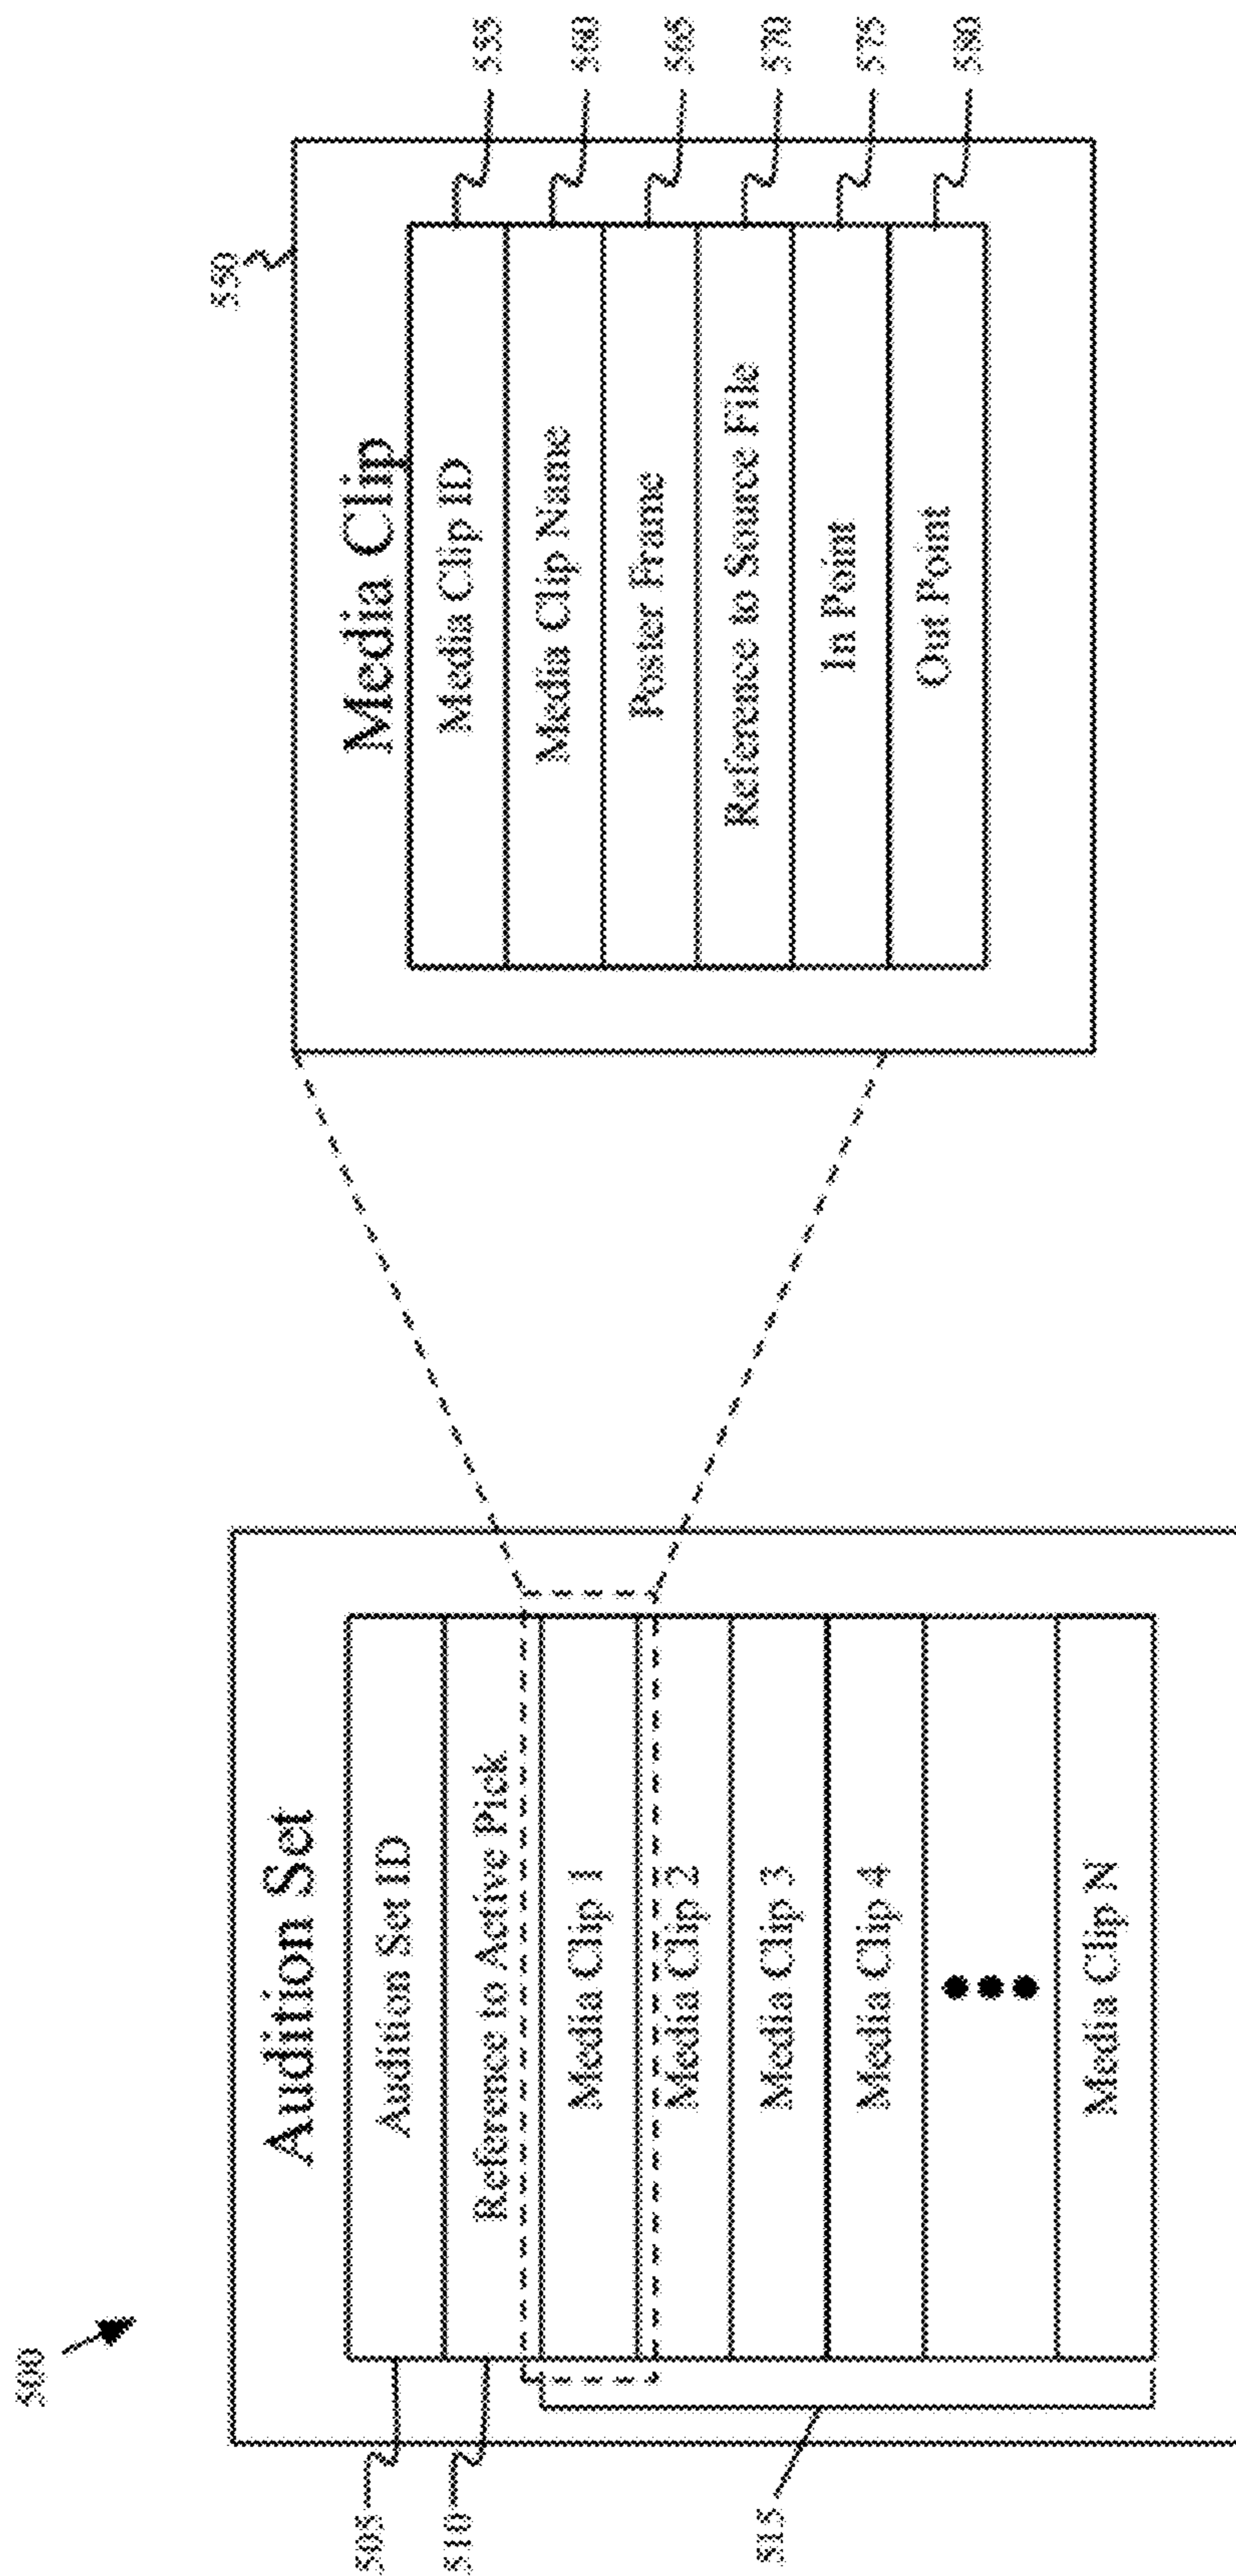 500
Audition Set
505
Audition Set ID
510
Reference to Active Pick
515
Media Clip 1
Media Clip 2
Media Clip 3
Media Clip 4
Media Clip N
550
Media Clip
Media Clip ID
555
Media Clip Name
560
Poster Frame
565
Reference to Source File
570
In Point
575
Out Point
580